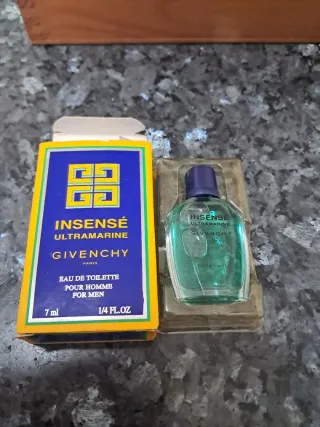 INSENSÉ
ULTRAMARINE
GIVENCHY
PARIS
EAU DE TOILETTE
POUR HOMME
FOR MEN
7 ml 1/4 FL.OZ
INSENSÉ
ULTRAMARINE
GIVENCHY